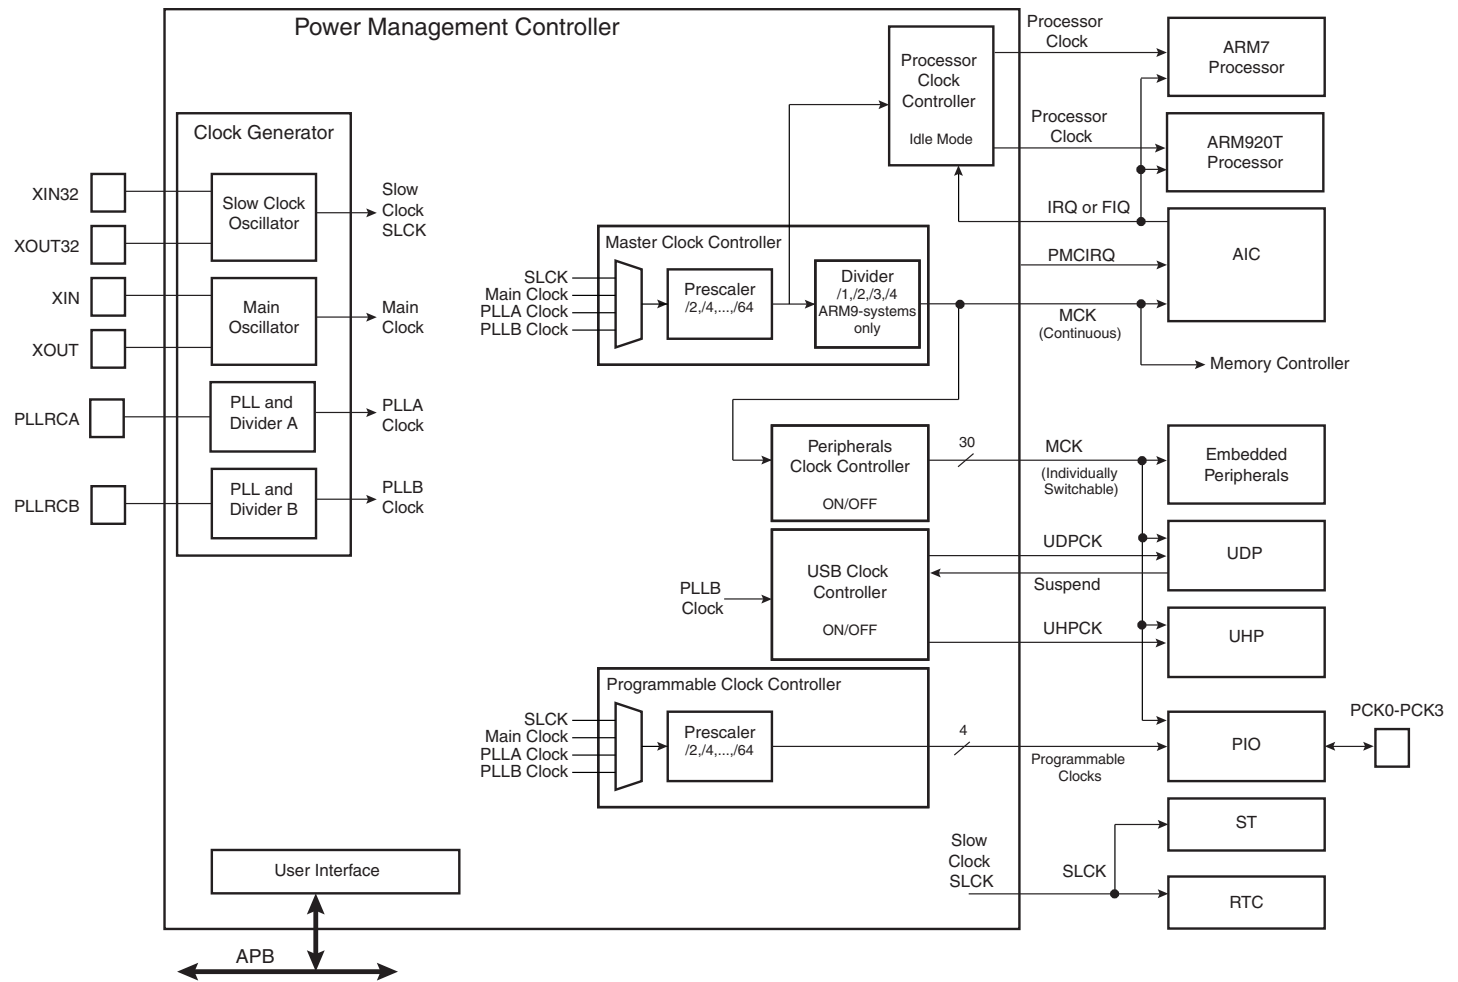 Power Management Controller
Clock Generator
XIN32
XOUT32
Slow Clock
Oscillator
Slow
Clock
SLCK
XIN
XOUT
Main
Oscillator
Main
Clock
PLLRCA
PLL and
Divider A
PLLA
Clock
PLLRCB
PLL and
Divider B
PLLB
Clock
Processor
Clock
Controller
Idle Mode
Processor
Clock
ARM7
Processor
Processor
Clock
ARM920T
Processor
IRQ or FIQ
PMCIRQ
AIC
MCK
(Continuous)
Memory Controller
Master Clock Controller
SLCK
Main Clock
PLLA Clock
PLLB Clock
Prescaler
/2,/4,...,/64
Divider
/1,/2,/3,/4
ARM9-systems
only
Peripherals
Clock Controller
ON/OFF
30
MCK
(Individually
Switchable)
Embedded
Peripherals
PLLB
Clock
USB Clock
Controller
ON/OFF
UDPCK
Suspend
UDP
UHPCK
UHP
Programmable Clock Controller
SLCK
Main Clock
PLLA Clock
PLLB Clock
Prescaler
/2,/4,...,/64
4
Programmable
Clocks
PIO
PCK0-PCK3
Slow
Clock
SLCK
SLCK
ST
RTC
User Interface
APB